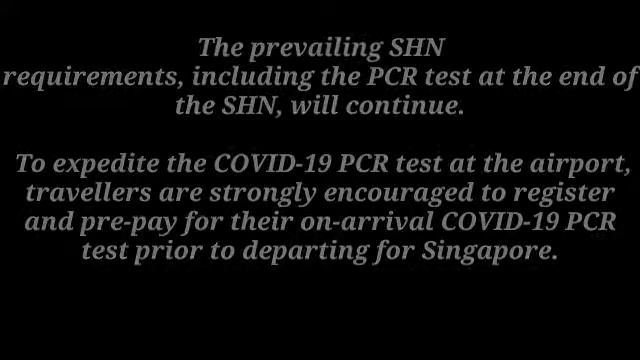 The prevailing SHN
requirements, including the PCR test at the end of
the SHN, will continue.
To expedite the COVID-19 PCR test at the airport,
travellers are strongly encouraged to register
and pre-pay for their on-arrival COVID-19 PCR
test prior to departing for Singapore.